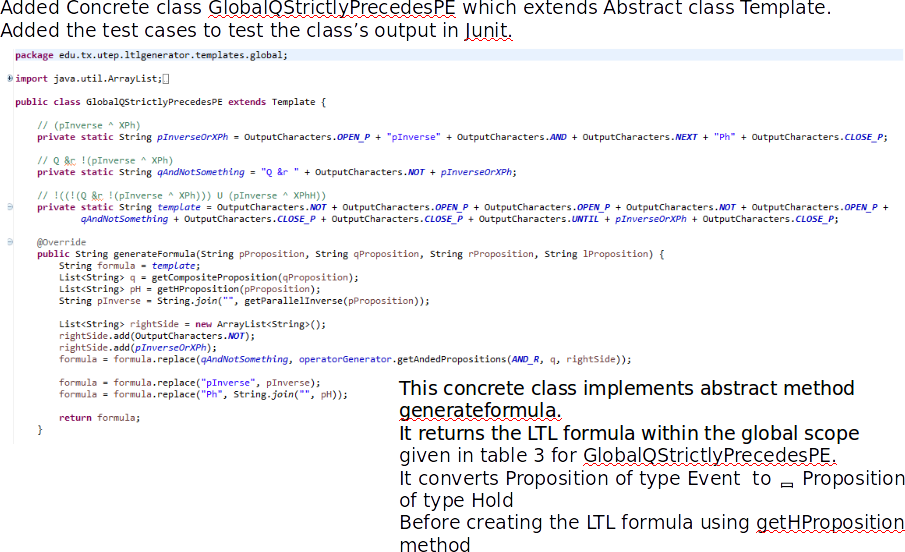 Added Concrete class GlobalQStrictlyPrecedesPE which extends Abstract class Template.
Added the test cases to test the class’s output in Junit.
package edu.tx.utep.ltlgenerator.templates.global;
import java.util.ArrayList;
public class GlobalQStrictlyPrecedesPE extends Template {
// (pInverse ^ XPh)
private static String pInverseOrXPh = OutputCharacters.OPEN_P + "pInverse" + OutputCharacters.AND + OutputCharacters.NEXT + "Ph" + OutputCharacters.CLOSE_P;
// Q &r !(pInverse ^ XPh)
private static String qAndNotSomething = "Q &r " + OutputCharacters.NOT + pInverseOrXPh;
// !((!(Q &r !(pInverse ^ XPh))) U (pInverse ^ XPhH))
private static String template = OutputCharacters.NOT + OutputCharacters.OPEN_P + OutputCharacters.OPEN_P + OutputCharacters.NOT + OutputCharacters.OPEN_P +
qAndNotSomething + OutputCharacters.CLOSE_P + OutputCharacters.CLOSE_P + OutputCharacters.UNTIL + pInverseOrXPh + OutputCharacters.CLOSE_P;
@Override
public String generateFormula(String pProposition, String qProposition, String rProposition, String lProposition) {
String formula = template;
List<String> q = getCompositeProposition(qProposition);
List<String> pH = getHProposition(pProposition);
String pInverse = String.join("", getParallelInverse(pProposition));
List<String> rightSide = new ArrayList<String>();
rightSide.add(OutputCharacters.NOT);
rightSide.add(pInverseOrXPh);
formula = formula.replace(qAndNotSomething, operatorGenerator.getAndedPropositions(AND_R, q, rightSide));
formula = formula.replace("pInverse", pInverse);
formula = formula.replace("Ph", String.join("", pH));
return formula;
}
This concrete class implements abstract method
generateformula.
It returns the LTL formula within the global scope
given in table 3 for GlobalQStrictlyPrecedesPE.
It converts Proposition of type Event to Proposition
of type Hold
Before creating the LTL formula using getHProposition
method